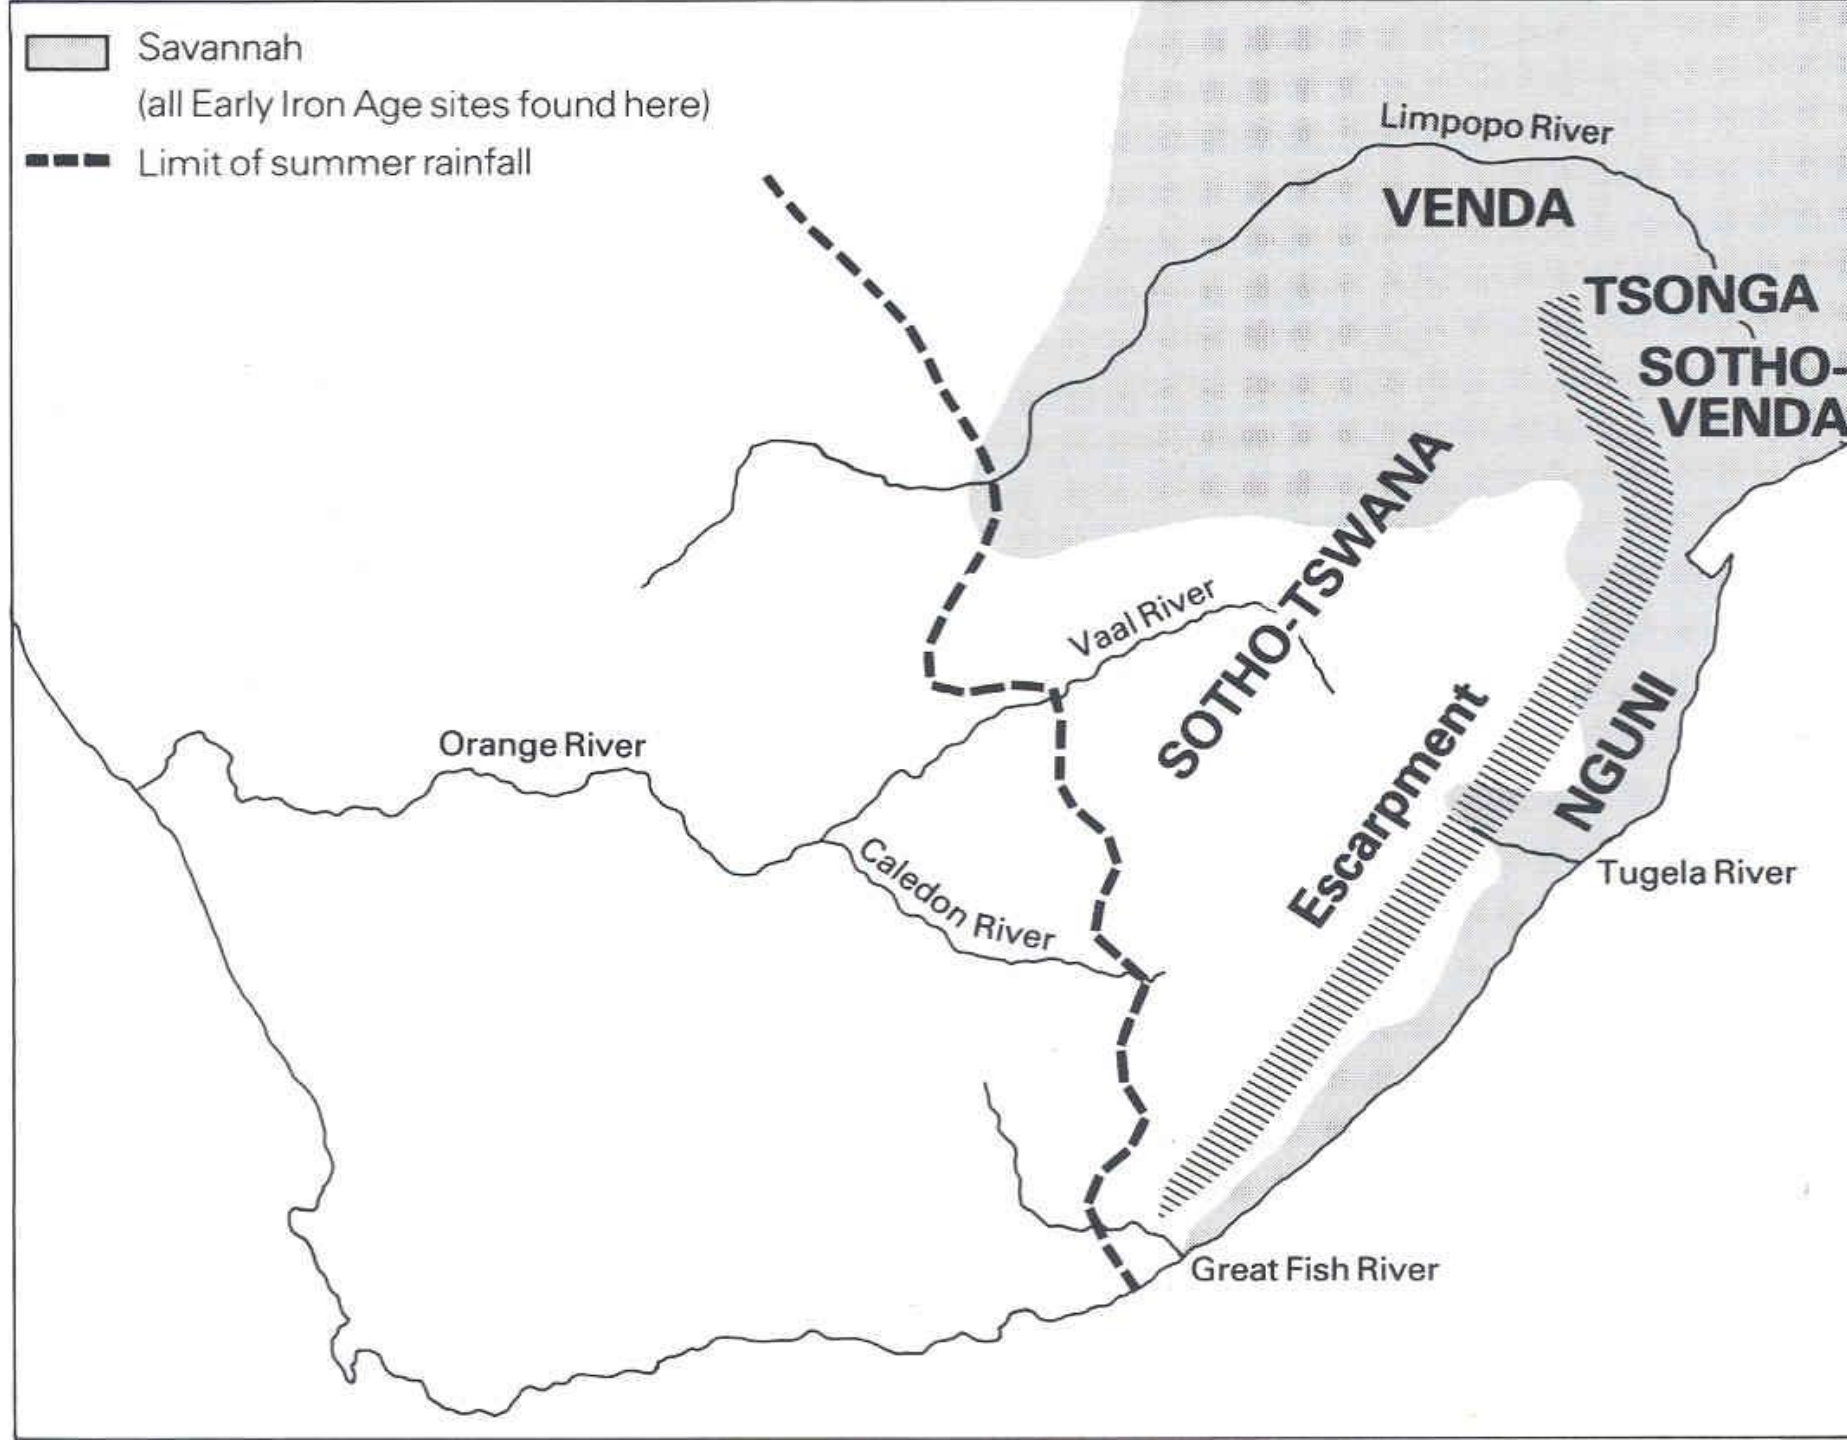 Savannah
(all Early Iron Age sites found here)
Limit of summer rainfall
Limpopo River
VENDA
TSONGA
SOTHO-
VENDA
SOTHO-TSWANA
Vaal River
Orange River
Escarpment
NGUNI
Caledon River
Tugela River
Great Fish River